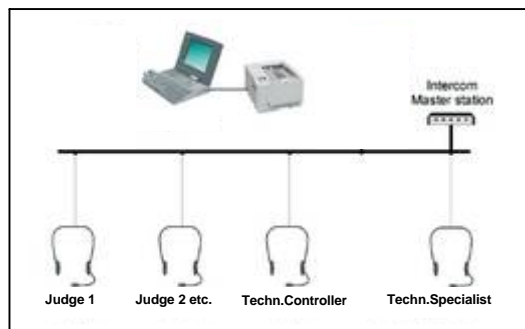 Intercom
Master station
Judge 1
Judge 2 etc.
Techn.Controller
Techn.Specialist